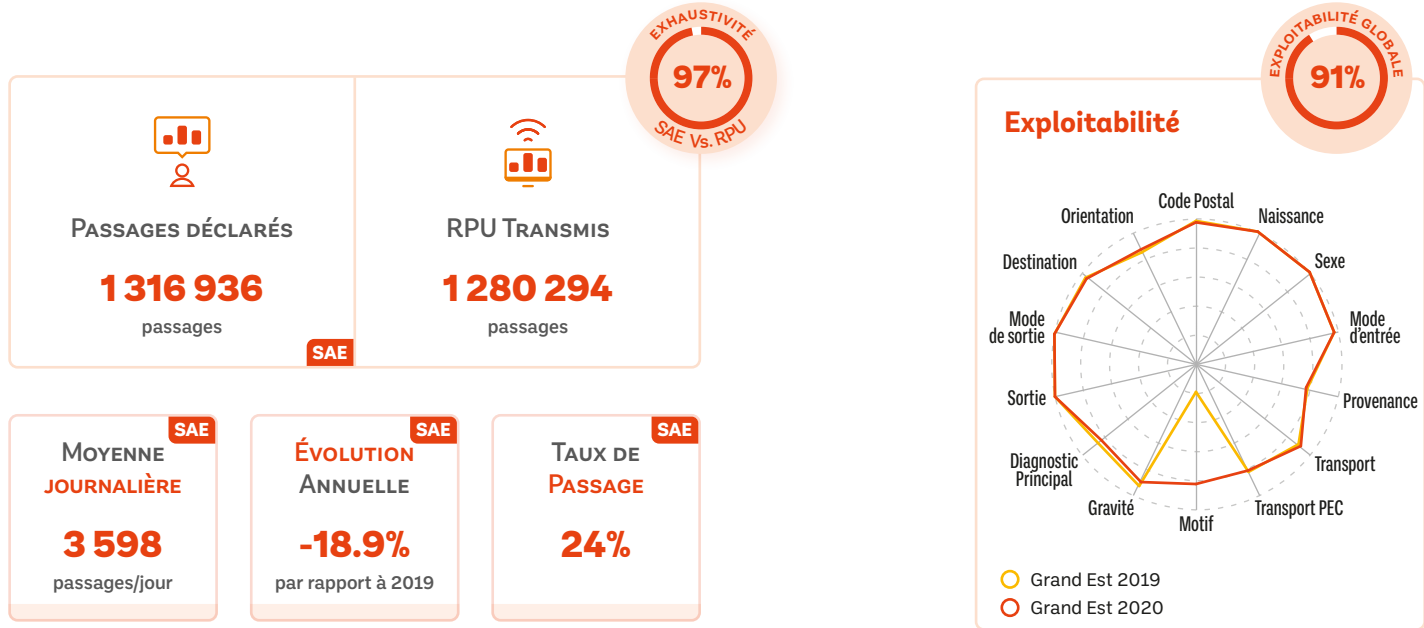 EXHAUSTIVITÉ
97%
SAE Vs. RPU
PASSAGES DÉCLARÉS
1 316 936
passages
SAE
RPU TRANSMIS
1 280 294
passages
SAE
MOYENNE
JOURNALIÈRE
3 598
passages/jour
SAE
ÉVOLUTION
ANNUELLE
-18.9%
par rapport à 2019
SAE
TAUX DE
PASSAGE
24%
EXPLOITABILITÉ GLOBALE
91%
Exploitabilité
Code Postal
Naissance
Sexe
Mode
d'entrée
Provenance
Transport
Transport PEC
Motif
Gravité
Diagnostic
Principal
Sortie
Mode
de sortie
Destination
Orientation
Grand Est 2019
Grand Est 2020